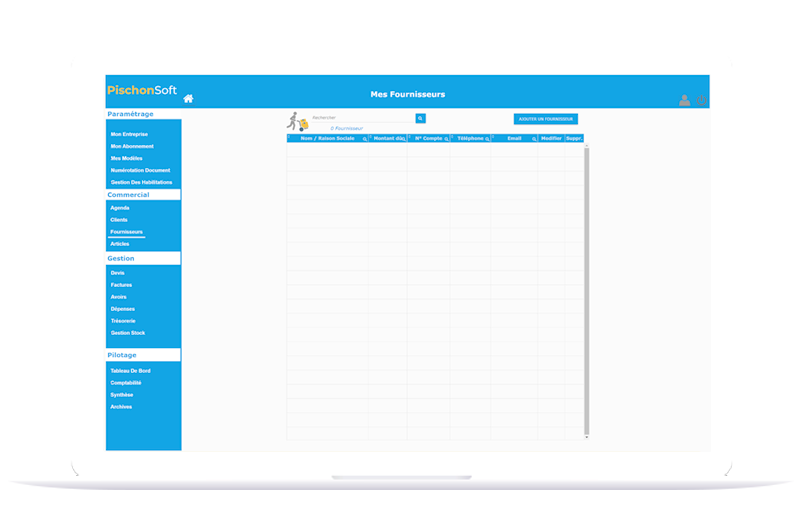 PischonSoft
Mes Fournisseurs
Paramétrage
Mon Entreprise
Mon Abonnement
Mes Modèles
Numérotation Document
Gestion Des Habilitations
Commercial
Agenda
Clients
Fournisseurs
Articles
Gestion
Devis
Factures
Avoirs
Dépenses
Trésorerie
Gestion Stock
Pilotage
Tableau De Bord
Comptabilité
Synthèse
Archives
Rechercher
0 Fournisseur
AJOUTER UN FOURNISSEUR
Nom / Raison Sociale Montant dû N° Compte Téléphone Email Modifier Suppr.